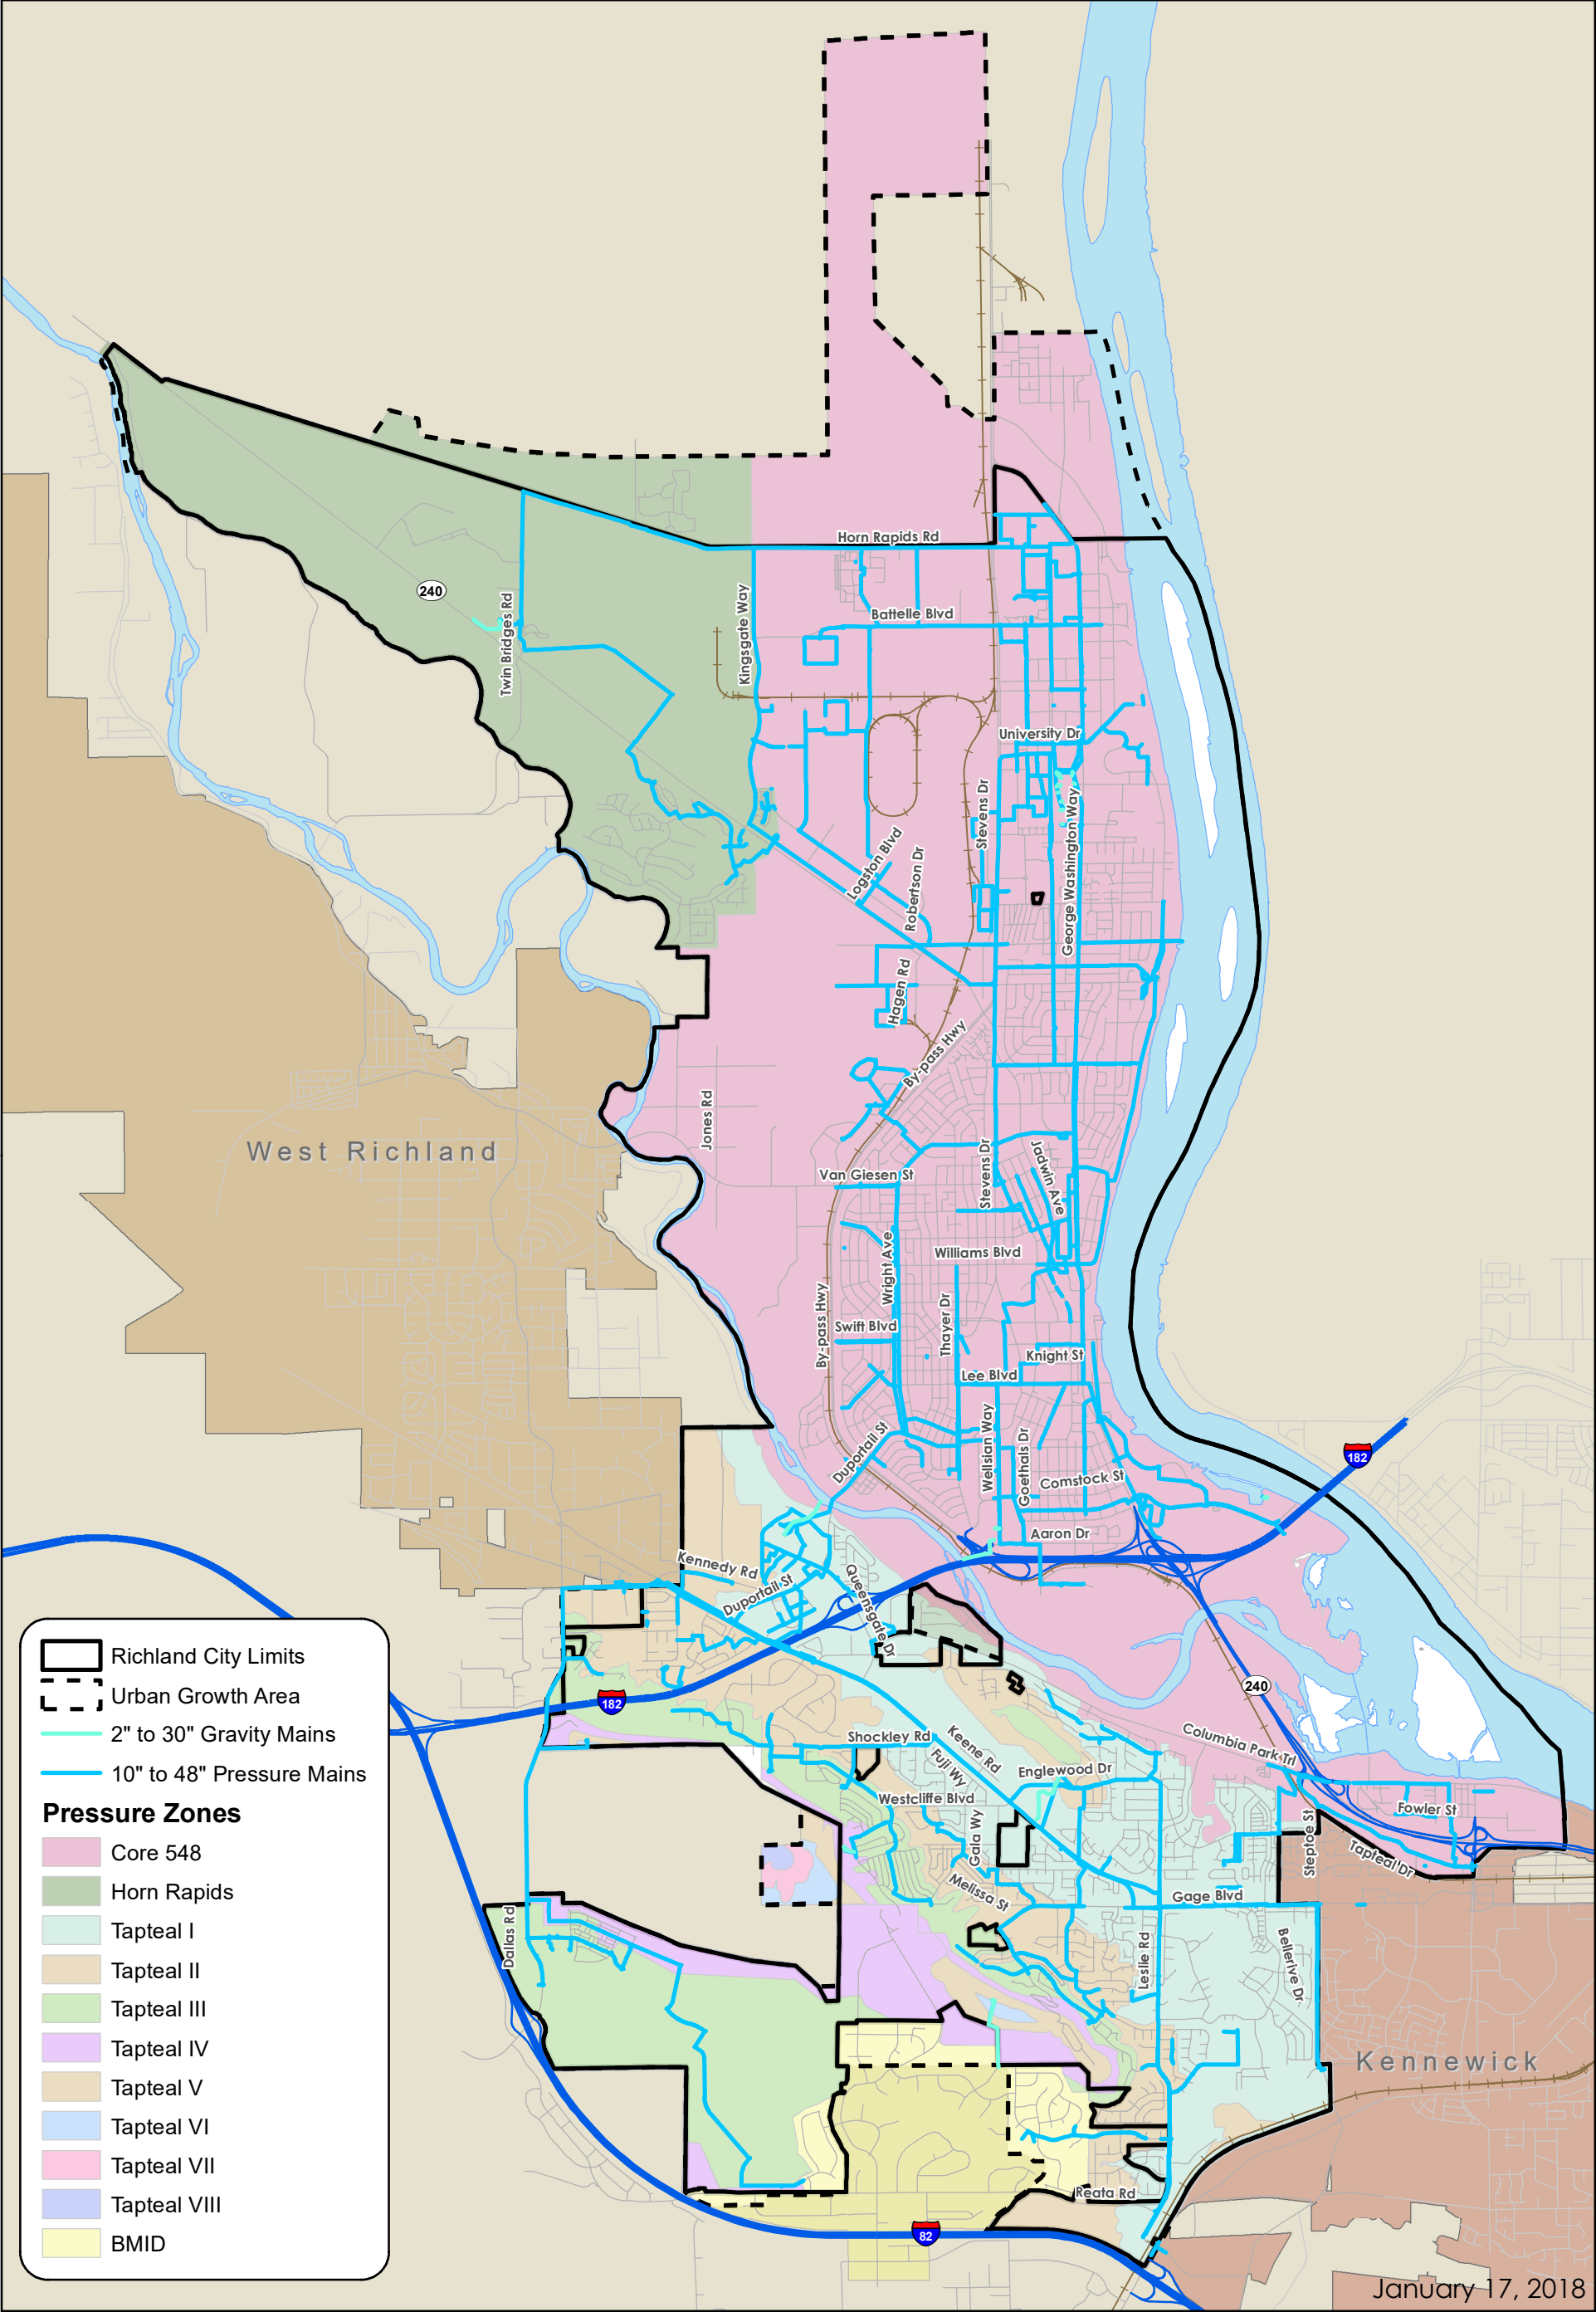 Horn Rapids Rd
240
Twin Bridges Rd
Kingsgate Way
Battelle Blvd
University Dr
Stevens Dr
George Washington Way
Logston Blvd
Robertson Dr
Hagen Rd
By-pass Hwy
Jones Rd
West Richland
Van Giesen St
Stevens Dr
Jadwin Ave
Wright Ave
Williams Blvd
By-pass Hwy
Swift Blvd
Thayer Dr
Knight St
Lee Blvd
Duportail St
Wellsian Way
Goethals Dr
Comstock St
182
Aaron Dr
Kennedy Rd
Duportail St
Queensgate Dr
182
240
Shockley Rd
Keene Rd
Fuji Wy
Columbia Park Trl
Englewood Dr
Westcliffe Blvd
Gala Wy
Fowler St
Steptoe St
Tapteal Dr
Melissa St
Gage Blvd
Dallas Rd
Leslie Rd
Bellerive Dr
Kennewick
Reata Rd
82
Richland City Limits
Urban Growth Area
2" to 30" Gravity Mains
10" to 48" Pressure Mains
Pressure Zones
Core 548
Horn Rapids
Tapteal I
Tapteal II
Tapteal III
Tapteal IV
Tapteal V
Tapteal VI
Tapteal VII
Tapteal VIII
BMID
January 17, 2018